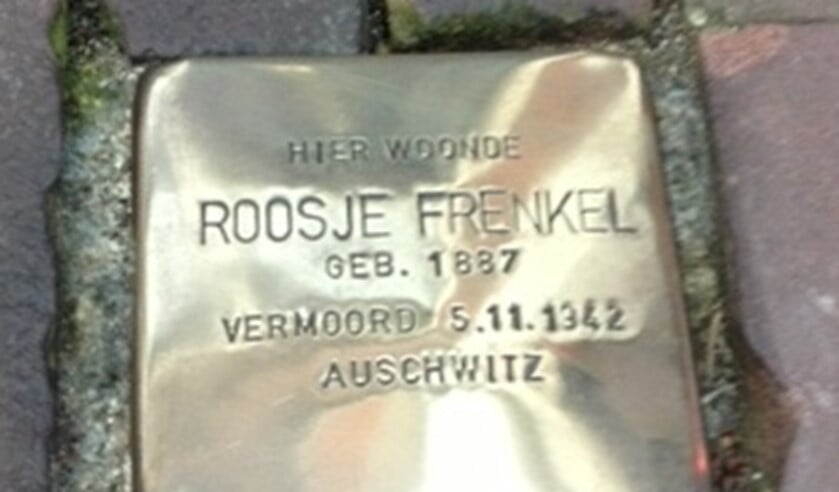 HIER WOONDE
ROOSJE FRENKEL
GEB. 1887
VERMOORD 5.11.1942
AUSCHWITZ